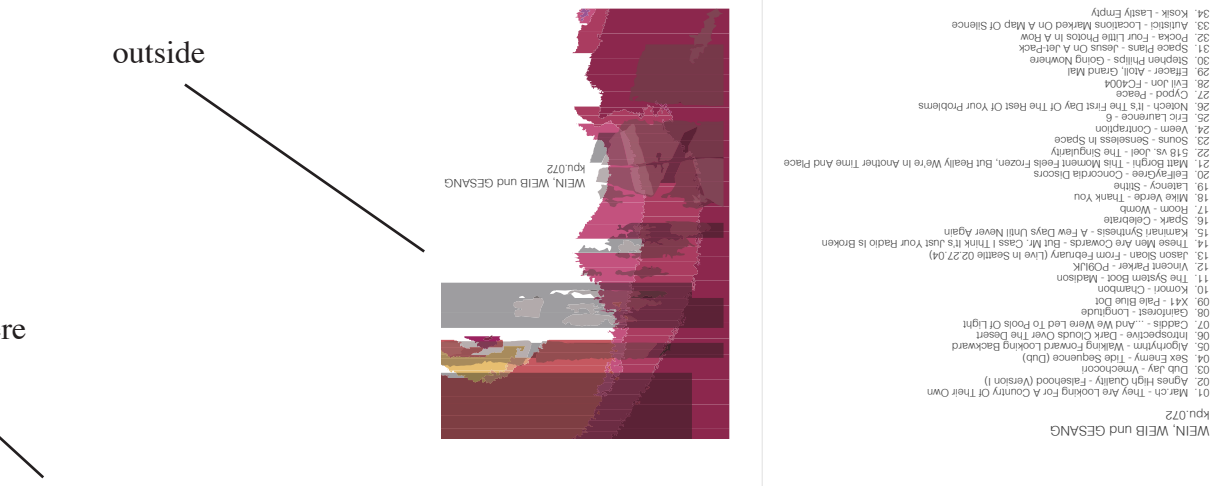 outside
re
WEIN, WEIB und GESANG
kpu.072
WEIN, WEIB und GESANG
kpu.072
01. Mar.ch - They Are Looking For A Country Of Their Own
02. Agnes High Quality - Falsehood (Version I)
03. Dub Jay - Vmechocori
04. Sex Enemy - Tide Sequence (Dub)
05. Algorhythm - Walking Forward Looking Backward
06. Introspective - Dark Clouds Over The Desert
07. Caddis - ...And We Were Led To Pools Of Light
08. Gainforest - Longitude
09. X41 - Pale Blue Dot
10. Komori - Chambon
11. The System Boot - Madison
12. Vincent Parker - PO9IJK
13. Jason Sloan - From February (Live In Seattle 02.27.04)
14. These Men Are Cowards - But Mr. Cass I Think It's Just Your Radio Is Broken
15. Kaminari Synthesis - A Few Days Until Never Again
16. Spark - Celebrate
17. Room - Womb
18. Mike Verde - Thank You
19. Latency - Stithe
20. EelFayGree - Concordia Discors
21. Matt Borghi - This Moment Feels Frozen, But Really We're In Another Time And Place
22. 518 vs. Joel - The Singularity
23. Souns - Senseless In Space
24. Veem - Contraption
25. Eric Laurence - 6
26. Notech - It's The First Day Of The Rest Of Your Problems
27. Cypod - Peace
28. Evil Jon - FC4004
29. Effacer - Atoll, Grand Mal
30. Stephen Philips - Going Nowhere
31. Space Plans - Jesus On A Jet-Pack
32. Pocka - Four Little Photos In A Row
33. Autistici - Locations Marked On A Map Of Silence
34. Kosik - Lastly Empty